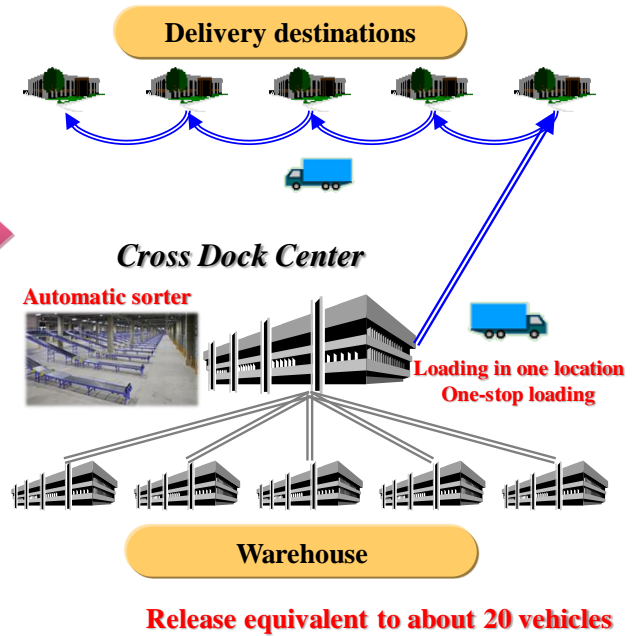 Delivery destinations
Cross Dock Center
Automatic sorter
Loading in one location
One-stop loading
Warehouse
Release equivalent to about 20 vehicles